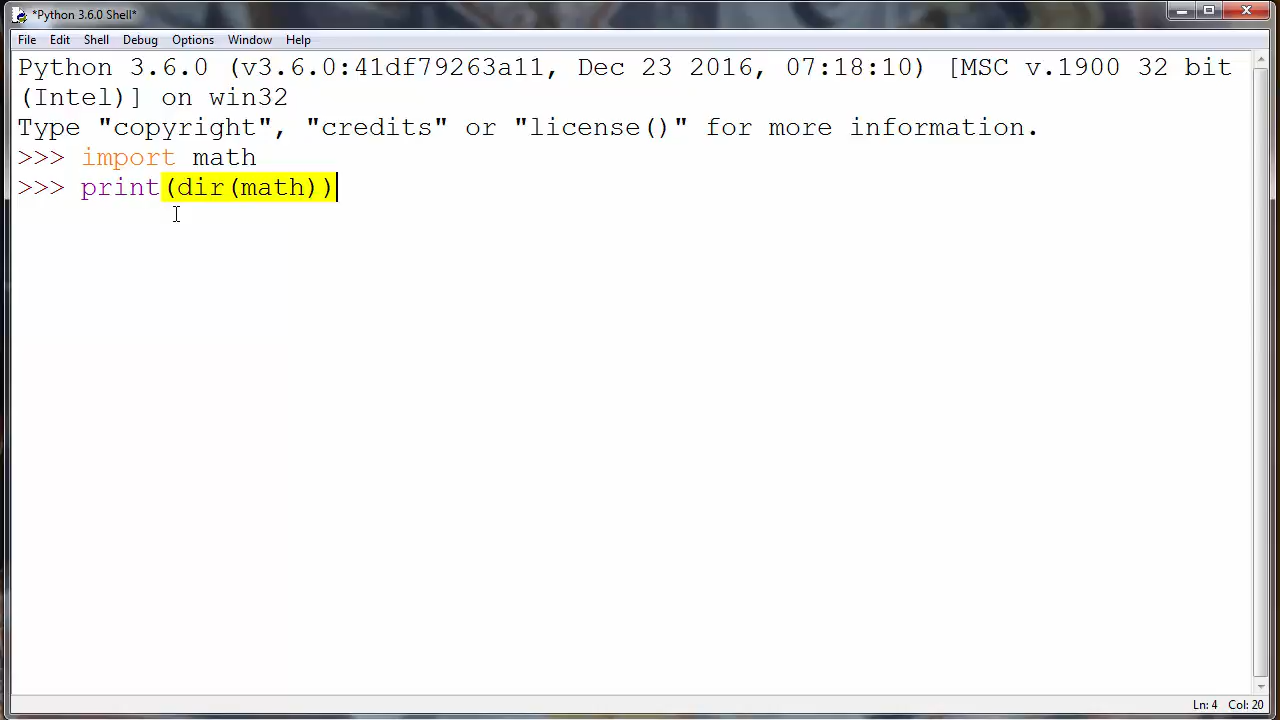 *Python 3.6.0 Shell*
File Edit Shell Debug Options Window Help
Python 3.6.0 (v3.6.0:41df79263a11, Dec 23 2016, 07:18:10) [MSC v.1900 32 bit
(Intel)] on win32
Type "copyright", "credits" or "license()" for more information.
>>> import math
>>> print(dir(math))
Ln: 4 Col: 20